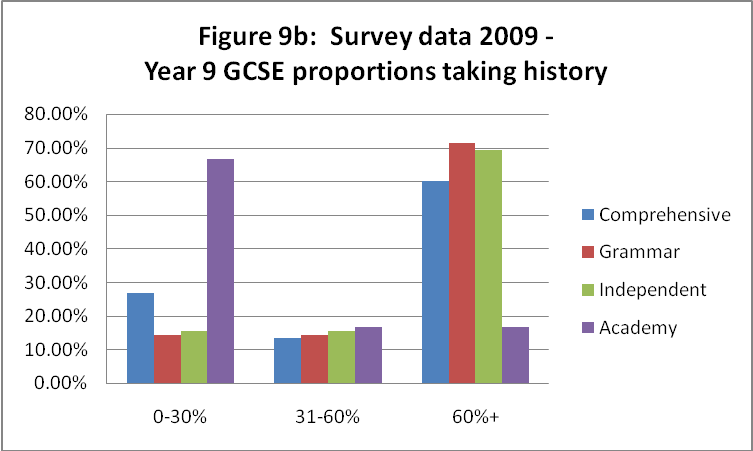 Figure 9b: Survey data 2009 -
Year 9 GCSE proportions taking history
80.00%
70.00%
60.00%
50.00%
40.00%
30.00%
20.00%
10.00%
0.00%
0-30% 31-60% 60%+
Comprehensive
Grammar
Independent
Academy